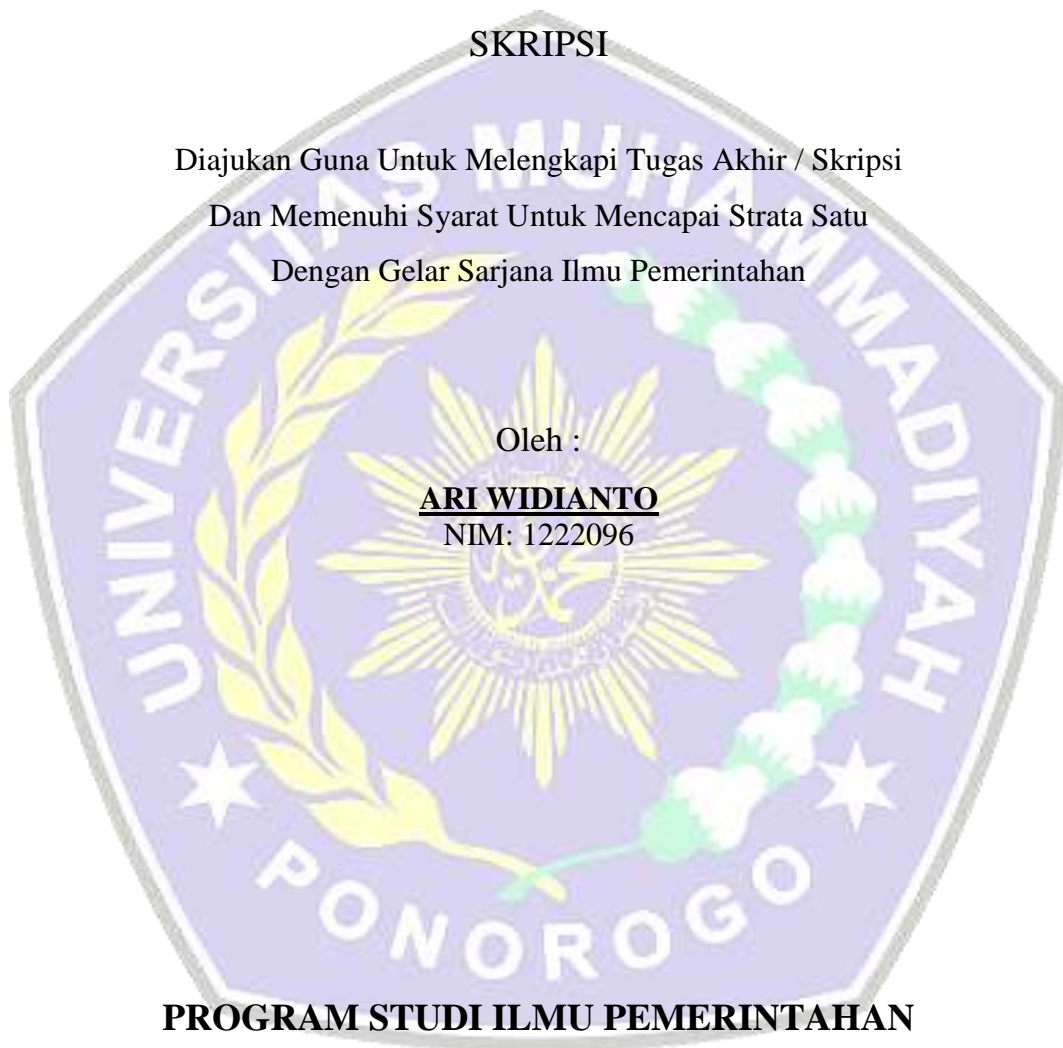 SKRIPSI
Diajukan Guna Untuk Melengkapi Tugas Akhir / Skripsi
Dan Memenuhi Syarat Untuk Mencapai Strata Satu
Dengan Gelar Sarjana Ilmu Pemerintahan
Oleh :
ARI WIDIANTO
NIM: 1222096
UNIVERSITAS MUHAMMADIYAH
PONOROGO
PROGRAM STUDI ILMU PEMERINTAHAN